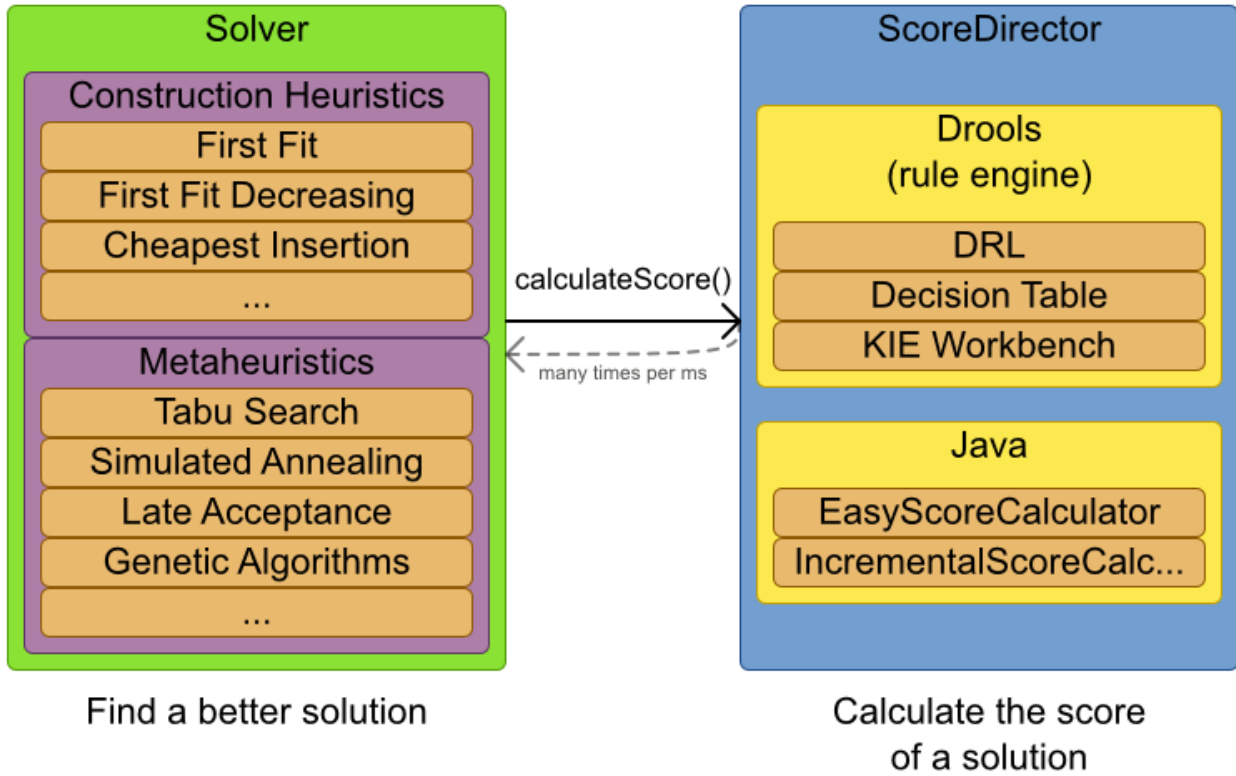 Solver
Construction Heuristics
First Fit
First Fit Decreasing
Cheapest Insertion
...
Metaheuristics
Tabu Search
Simulated Annealing
Late Acceptance
Genetic Algorithms
...
Find a better solution
calculateScore()
many times per ms
ScoreDirector
Drools
(rule engine)
DRL
Decision Table
KIE Workbench
Java
EasyScoreCalculator
IncrementalScoreCalc...
Calculate the score
of a solution